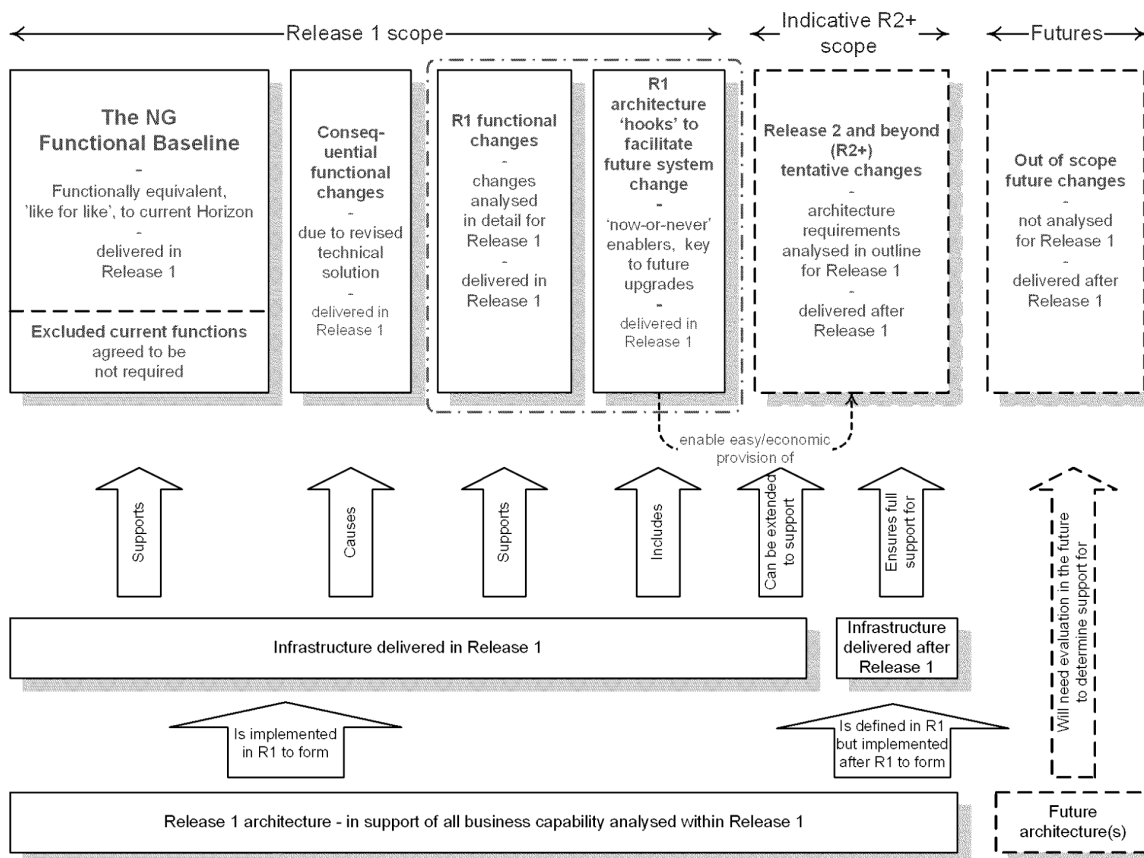 Release 1 scope
Indicative R2+
scope
Futures
The NG
Functional Baseline
-
Functionally equivalent,
'like for like', to current Horizon
-
delivered in
Release 1
Excluded current functions
agreed to be
not required
Conseq-
uential
functional
changes
-
due to revised
technical
solution
-
delivered in
Release 1
R1 functional
changes
-
changes
analysed
in detail for
Release 1
-
delivered in
Release 1
R1
architecture
‘hooks’ to
facilitate
future system
change
-
‘now-or-never’
enablers, key
to future
upgrades
-
delivered in
Release 1
Release 2 and beyond
(R2+)
tentative changes
-
architecture
requirements
analysed in outline
for Release 1
-
delivered after
Release 1
Out of scope
future changes
-
not analysed
for Release 1
-
delivered after
Release 1
enable easy/economic
provision of
Supports
Causes
Supports
Includes
Can be extended
to support
Ensures full
support for
Will need evaluation in the future
to determine support for
Infrastructure delivered in Release 1
Infrastructure
delivered after
Release 1
Is implemented
in R1 to form
Is defined in R1
but implemented
after R1 to form
Release 1 architecture - in support of all business capability analysed within Release 1
Future
architecture(s)